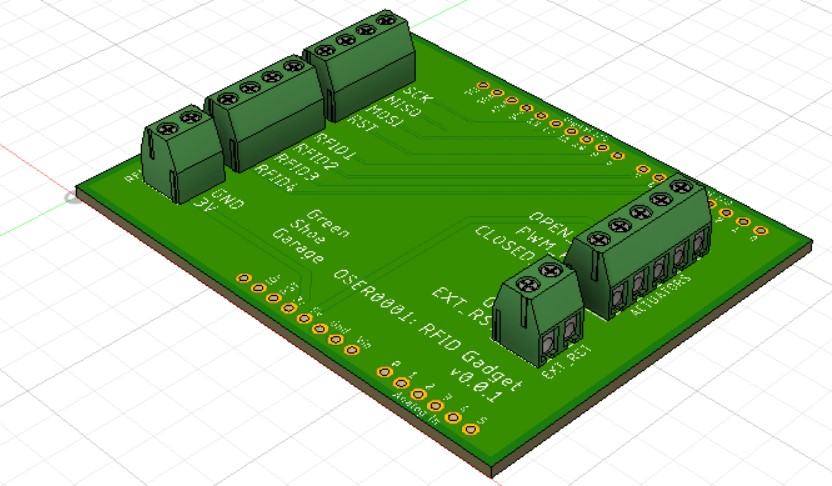 SCK
MISO
MOSI
RST
RFID1
RFID2
RFID3
RFID4
GND
3V
Green
Shoe
Garage
OPEN
PWM
CLOSED
EXT_RS
ACTUATORS
EXT_RET
OSER0001: RFID Gadget
v0.0.1
Gnd Vin
0 1 2 3 4 5
Analog In